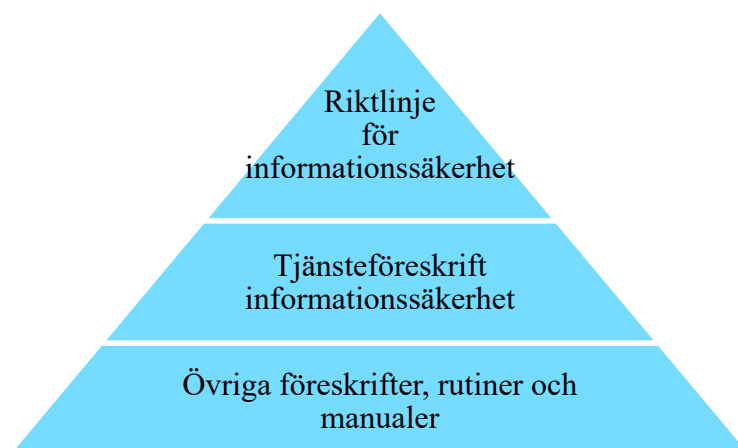 Riktlinje
för
informationssäkerhet
Tjänsteföreskrift
informationssäkerhet
Övriga föreskrifter, rutiner och
manualer